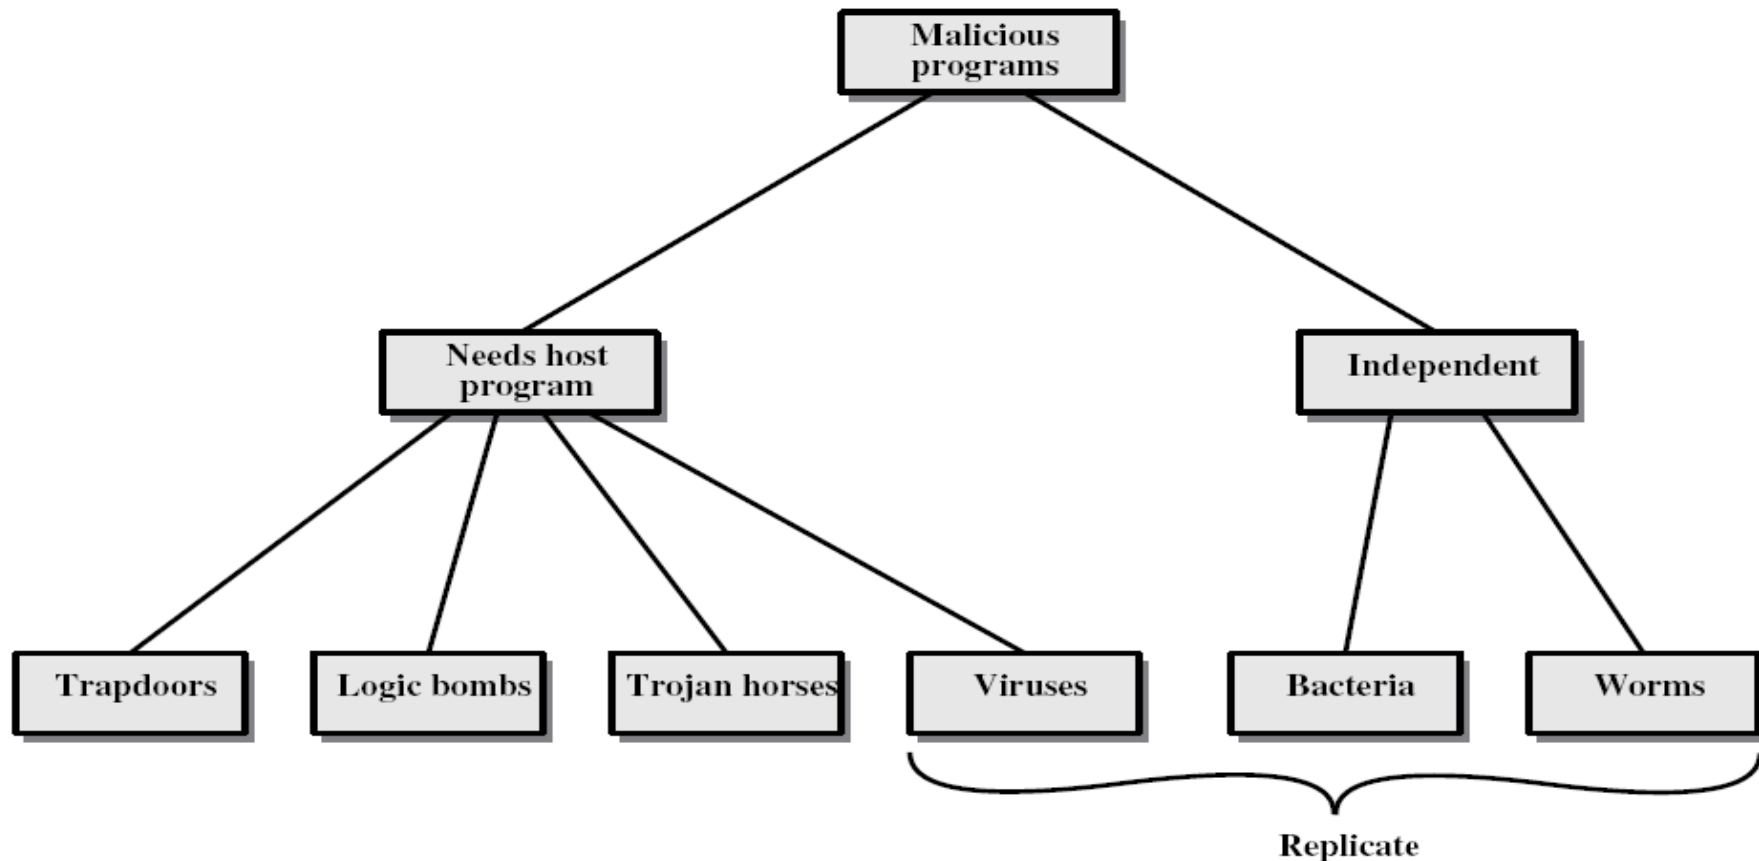 Malicious
programs
Needs host
program
Independent
Trapdoors
Logic bombs
Trojan horses
Viruses
Bacteria
Worms
Replicate